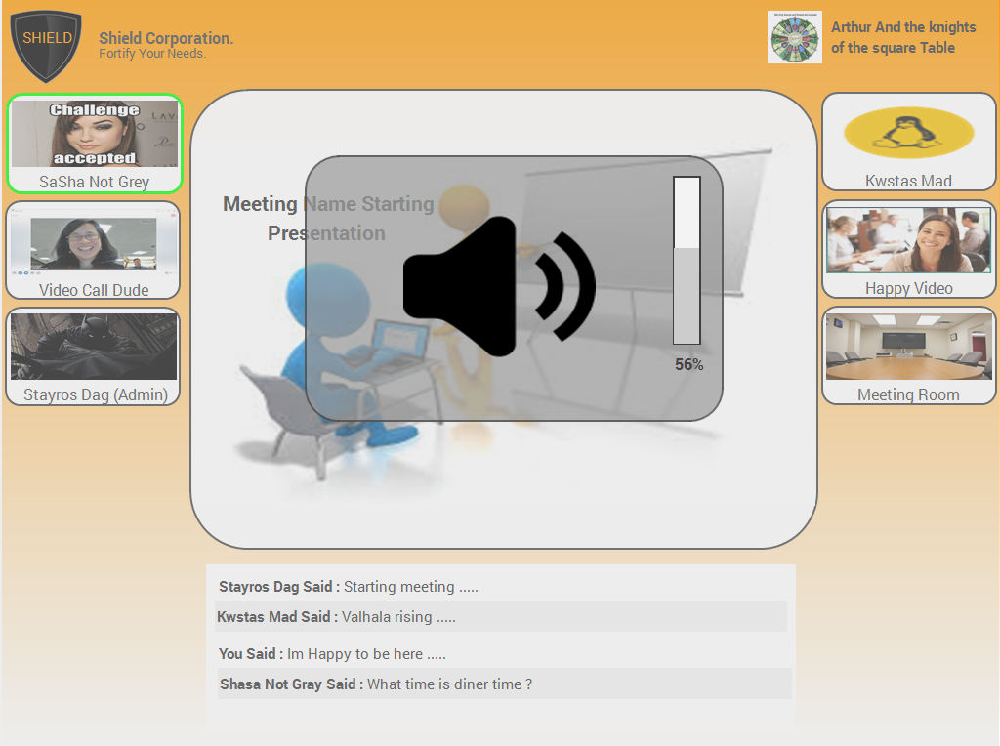 SHIELD
Shield Corporation.
Fortify Your Needs.
Arthur And the knights
of the square Table
Challenge
accepted
SaSha Not Grey
Video Call Dude
Stayros Dag (Admin)
Meeting Name Starting
Presentation
56%
Kwstas Mad
Happy Video
Meeting Room
Stayros Dag Said : Starting meeting .....
Kwstas Mad Said : Valhala rising .....
You Said : Im Happy to be here .....
Shasa Not Gray Said : What time is diner time ?